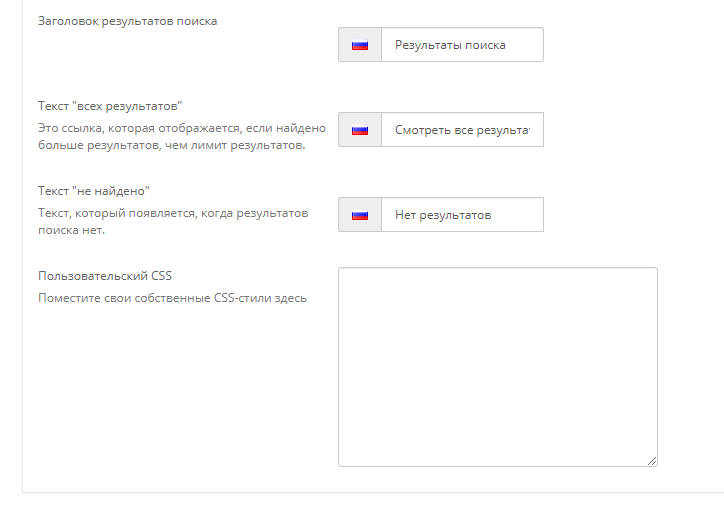 Заголовок результатов поиска
Результаты поиска
Текст "всех результатов"
Это ссылка, которая отображается, если найдено
больше результатов, чем лимит результатов.
Смотреть все результа
Текст "не найдено"
Текст, который появляется, когда результатов
поиска нет.
Нет результатов
Пользовательский CSS
Поместите свои собственные CSS-стили здесь